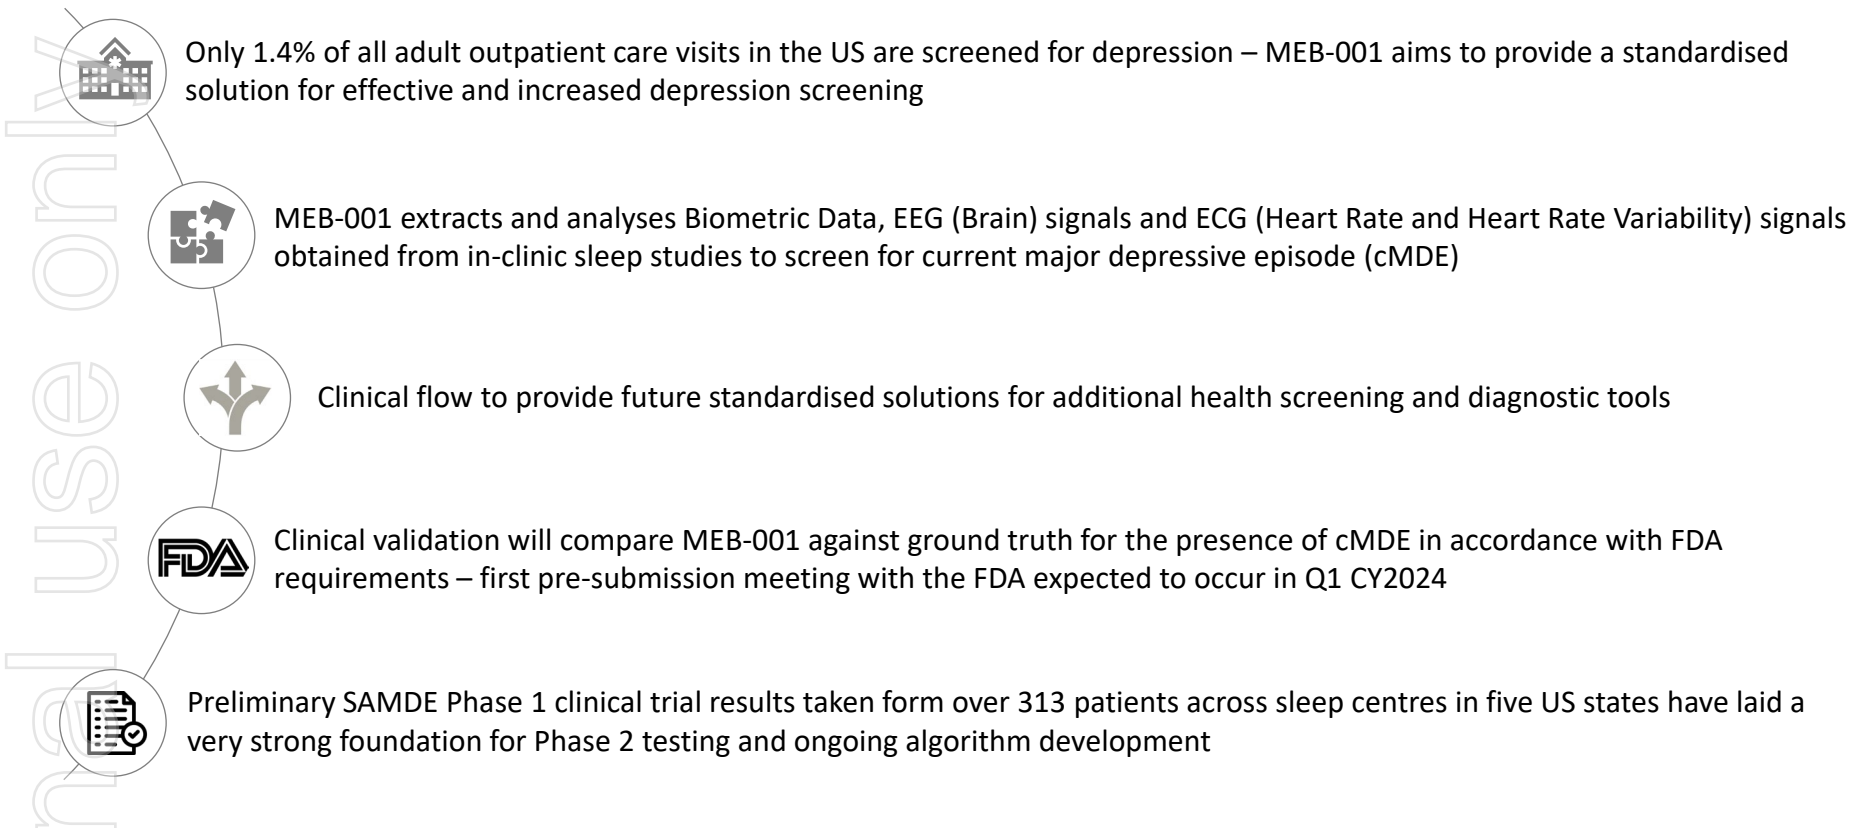 Only 1.4% of all adult outpatient care visits in the US are screened for depression – MEB-001 aims to provide a standardised
solution for effective and increased depression screening
MEB-001 extracts and analyses Biometric Data, EEG (Brain) signals and ECG (Heart Rate and Heart Rate Variability) signals
obtained from in-clinic sleep studies to screen for current major depressive episode (cMDE)
Clinical flow to provide future standardised solutions for additional health screening and diagnostic tools
FDA
Clinical validation will compare MEB-001 against ground truth for the presence of cMDE in accordance with FDA
requirements – first pre-submission meeting with the FDA expected to occur in Q1 CY2024
Preliminary SAMDE Phase 1 clinical trial results taken form over 313 patients across sleep centres in five US states have laid a
very strong foundation for Phase 2 testing and ongoing algorithm development
nal use only